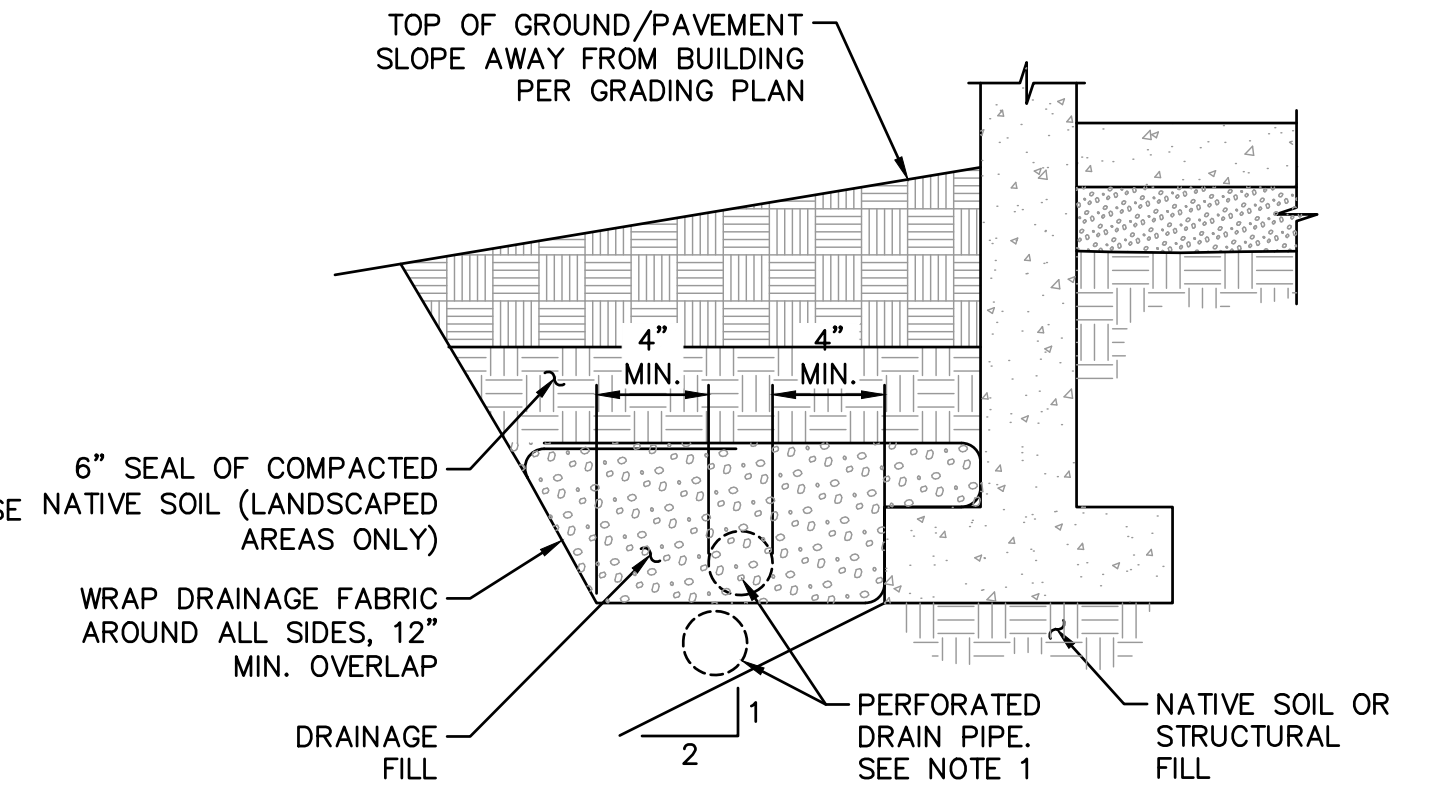 TOP OF GROUND/PAVEMENT
SLOPE AWAY FROM BUILDING
PER GRADING PLAN
4” 4”
MIN. MIN.
6” SEAL OF COMPACTED
NATIVE SOIL (LANDSCAPED
AREAS ONLY)
SE
WRAP DRAINAGE FABRIC
AROUND ALL SIDES, 12”
MIN. OVERLAP
DRAINAGE
FILL
1
2
PERFORATED
DRAIN PIPE.
SEE NOTE 1
NATIVE SOIL OR
STRUCTURAL
FILL